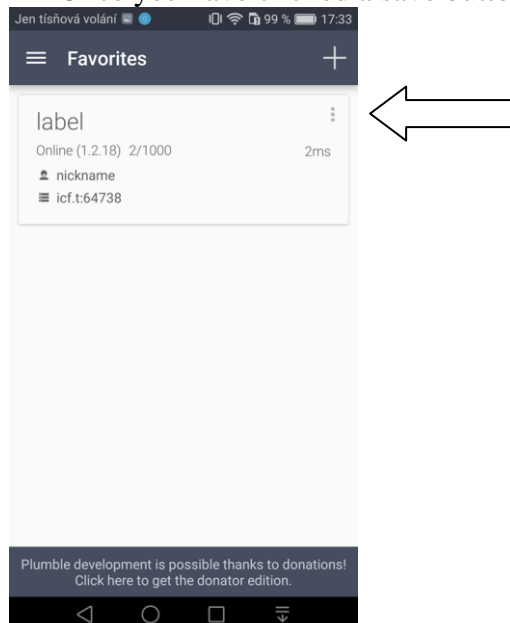 Jen tísňová volání 99 % 17:33
Favorites
label
Online (1.2.18) 2/1000 2ms
nickname
icf.t:64738
Plumble development is possible thanks to donations!
Click here to get the donator edition.